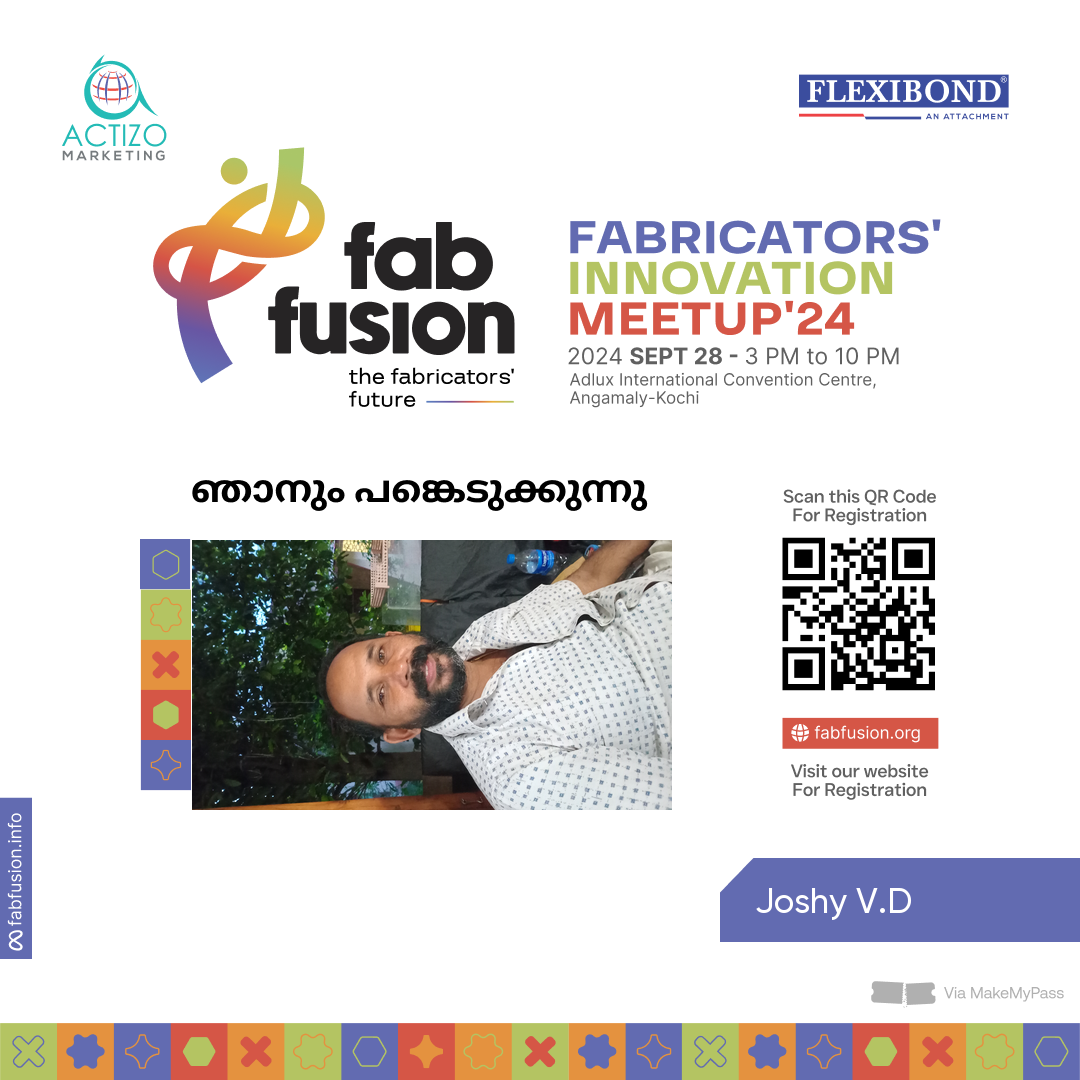 ACTIZO
MARKETING
FLEXIBOND®
AN ATTACHMENT
fab
fusion
the fabricators'
future
FABRICATORS'
INNOVATION
MEETUP'24
2024 SEPT 28 - 3 PM to 10 PM
Adlux International Convention Centre,
Angamaly-Kochi
ഞാനും പങ്കെടുക്കുന്നു
Scan this QR Code
For Registration
fabfusion.org
Visit our website
For Registration
fabfusion.info
Joshy V.D
Via MakeMyPass